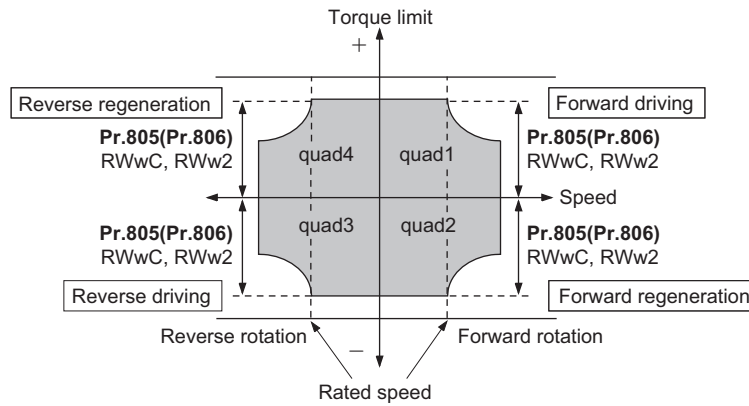 Torque limit
+
Reverse regeneration
Forward driving
Pr.805(Pr.806)
RWwC, RWw2
quad4
quad1
Pr.805(Pr.806)
RWwC, RWw2
Speed
Pr.805(Pr.806)
RWwC, RWw2
quad3
quad2
Pr.805(Pr.806)
RWwC, RWw2
Reverse driving
Forward regeneration
Reverse rotation
−
Forward rotation
Rated speed